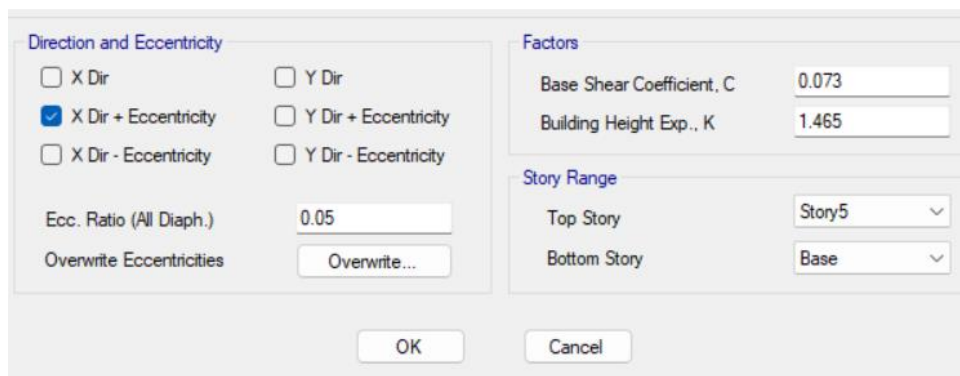 Direction and Eccentricity
X Dir
Y Dir
X Dir + Eccentricity
Y Dir + Eccentricity
X Dir - Eccentricity
Y Dir - Eccentricity
Ecc. Ratio (All Diaph.)
0.05
Overwrite Eccentricities
Overwrite...
Factors
Base Shear Coefficient, C
0.073
Building Height Exp., K
1.465
Story Range
Top Story
Story5
Bottom Story
Base
OK
Cancel